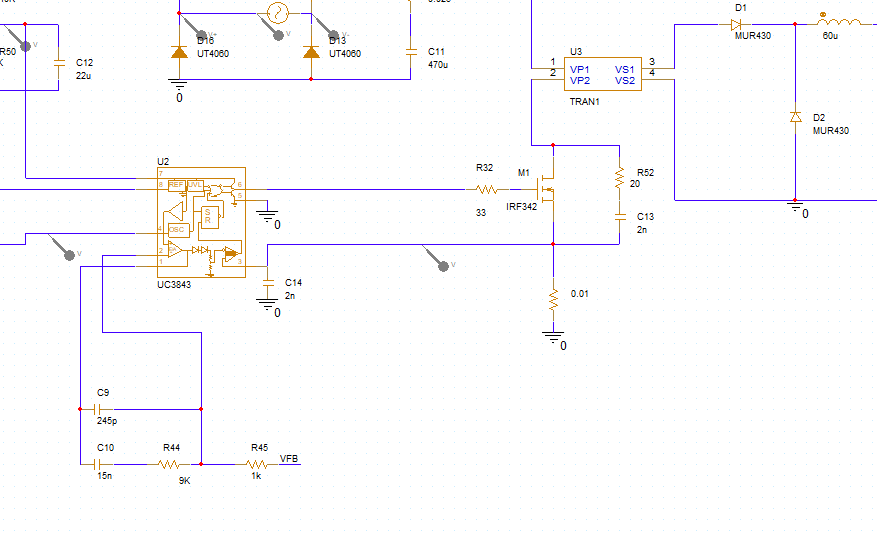 D1
MUR430
60u
V+
V
V-
D16
UT4060
D13
UT4060
C11
470u
R50
K
V
C12
22u
0
U3
1
2
VP1
VP2
VS1
VS2
3
4
TRAN1
D2
MUR430
0
U2
7
8
REF
UVL
6
5
S
R
4
OSC
2
1
3
UC3843
0
R32
33
M1
IRF342
R52
20
C13
2n
V
V
C14
2n
0
0.01
0
C9
245p
C10
15n
R44
9K
R45
1k
VFB